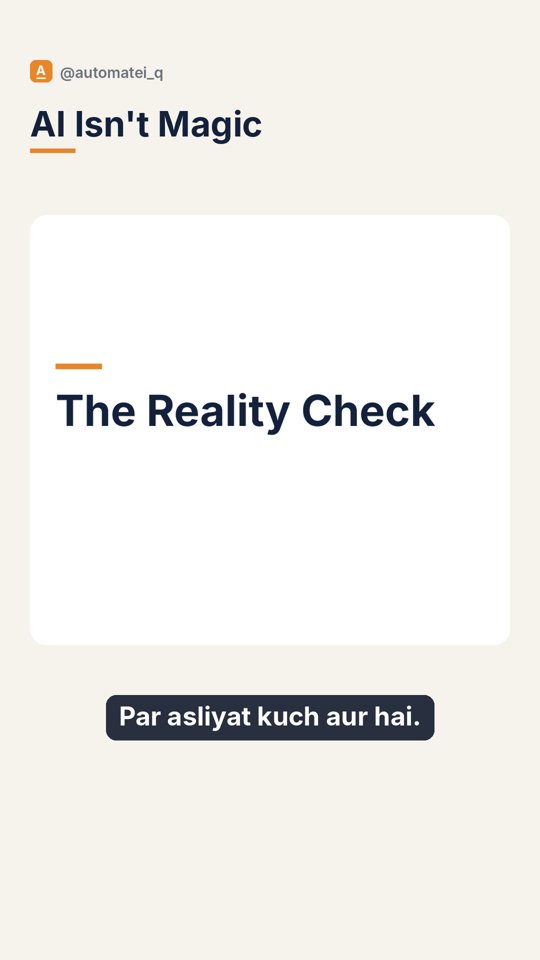 A
@automatei_q
AI Isn't Magic
The Reality Check
Par asliyat kuch aur hai.